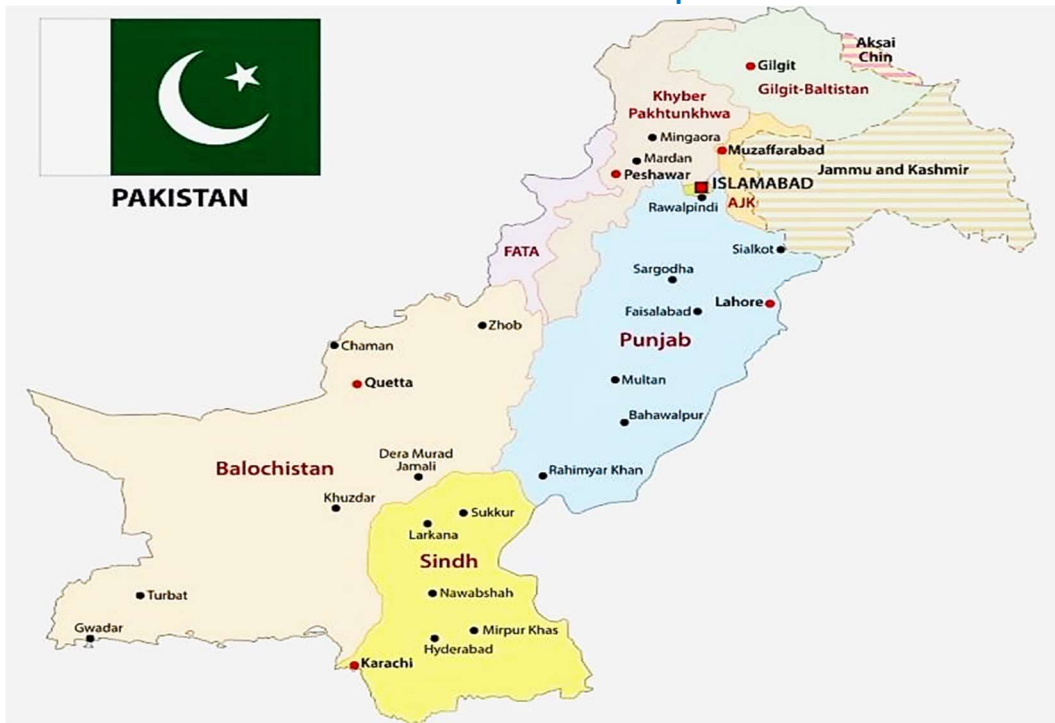 PAKISTAN
Aksai
Chin
Gilgit
Gilgit-Baltistan
Khyber
Pakhtunkhwa
Mingaora
Muzaffarabad
Mardan
Jammu and Kashmir
Peshawar
ISLAMABAD
AJK
Rawalpindi
FATA
Sialkot
Sargodha
Lahore
Faisalabad
Zhob
Punjab
Chaman
Quetta
Multan
Bahawalpur
Dera Murad
Jamali
Balochistan
Rahimyar Khan
Khuzdar
Sukkur
Larkana
Sindh
Turbat
Nawabshah
Gwadar
Mirpur Khas
Hyderabad
Karachi